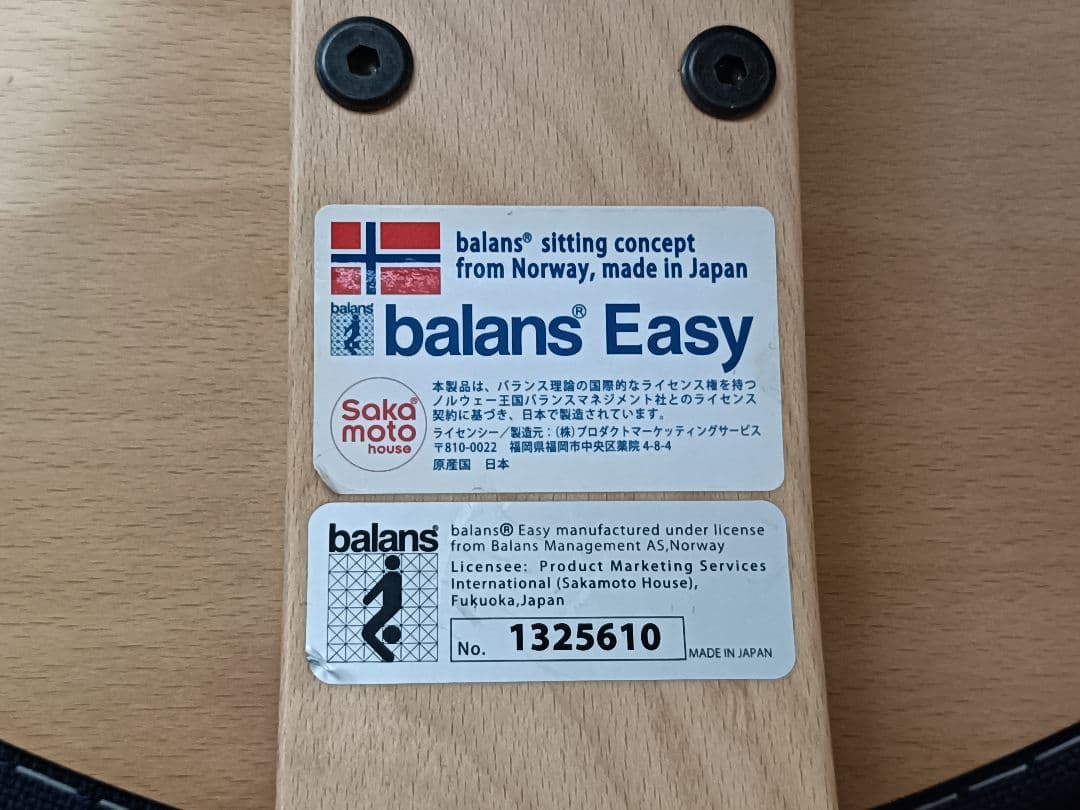 balans® sitting concept
from Norway, made in Japan
balans
balans® Easy
Saka®
moto
house
本製品は、バランス理論の国際的なライセンス権を持つ
ノルウェー王国バランスマネジメント社とのライセンス
契約に基づき、日本で製造されています。
ライセンシー/製造元:(株)プロダクトマーケッティングサービス
〒810-0022 福岡県福岡市中央区薬院 4-8-4
原産国 日本
balans®
balans® Easy manufactured under license
from Balans Management AS,Norway
Licensee: Product Marketing Services
International (Sakamoto House),
Fukuoka,Japan
No. 1325610
MADE IN JAPAN